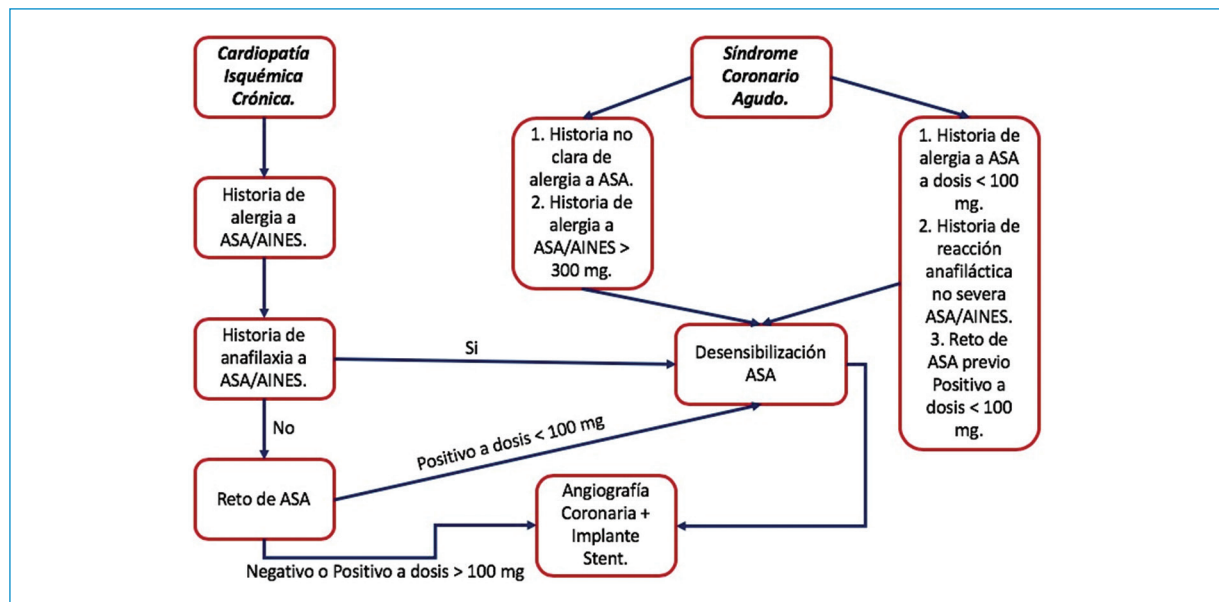 Cardiopatía
Isquémica
Crónica.
Historia de
alergia a
ASA/AINES.
Historia de
anafilaxia a
ASA/AINES.
Si
No
Reto de ASA
Positivo a dosis < 100 mg
Negativo o Positivo a dosis > 100 mg
Síndrome
Coronario
Agudo.
1. Historia no
clara de
alergia a ASA.
2. Historia de
alergia a
ASA/AINES >
300 mg.
1. Historia de
alergia a ASA
a dosis < 100
mg.
2. Historia de
reacción
anafiláctica
no severa
ASA/AINES.
3. Reto de
ASA previo
Positivo a
dosis < 100
mg.
Desensibilización
ASA
Angiografía
Coronaria +
Implante
Stent.